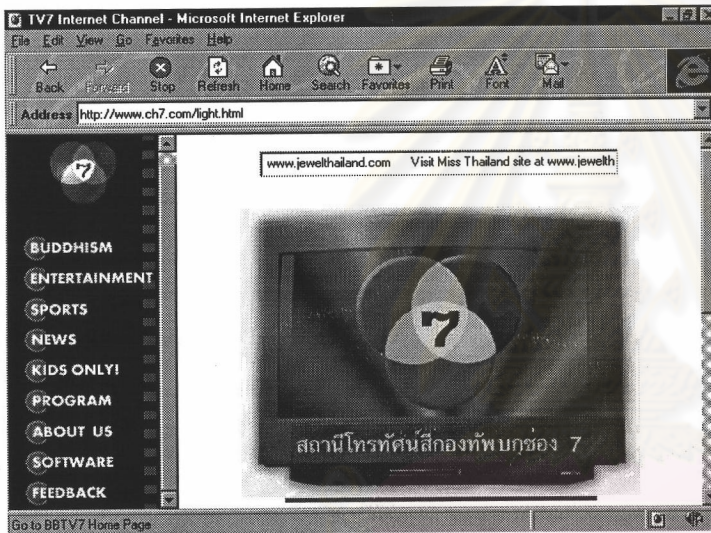 TV7 Internet Channel - Microsoft Internet Explorer
File Edit View Go Favorites Help
Back Forward Stop Refresh Home Search Favorites Print Font Mail
Address http://www.ch7.com/light.html
7
www.jewelthailand.com Visit Miss Thailand site at www.jewelth
BUDDHISM
ENTERTAINMENT
SPORTS
NEWS
KIDS ONLY!
PROGRAM
ABOUT US
SOFTWARE
FEEDBACK
7
สถานีโทรทัศน์สีกองทัพบกช่อง 7
Go to BBTV7 Home Page